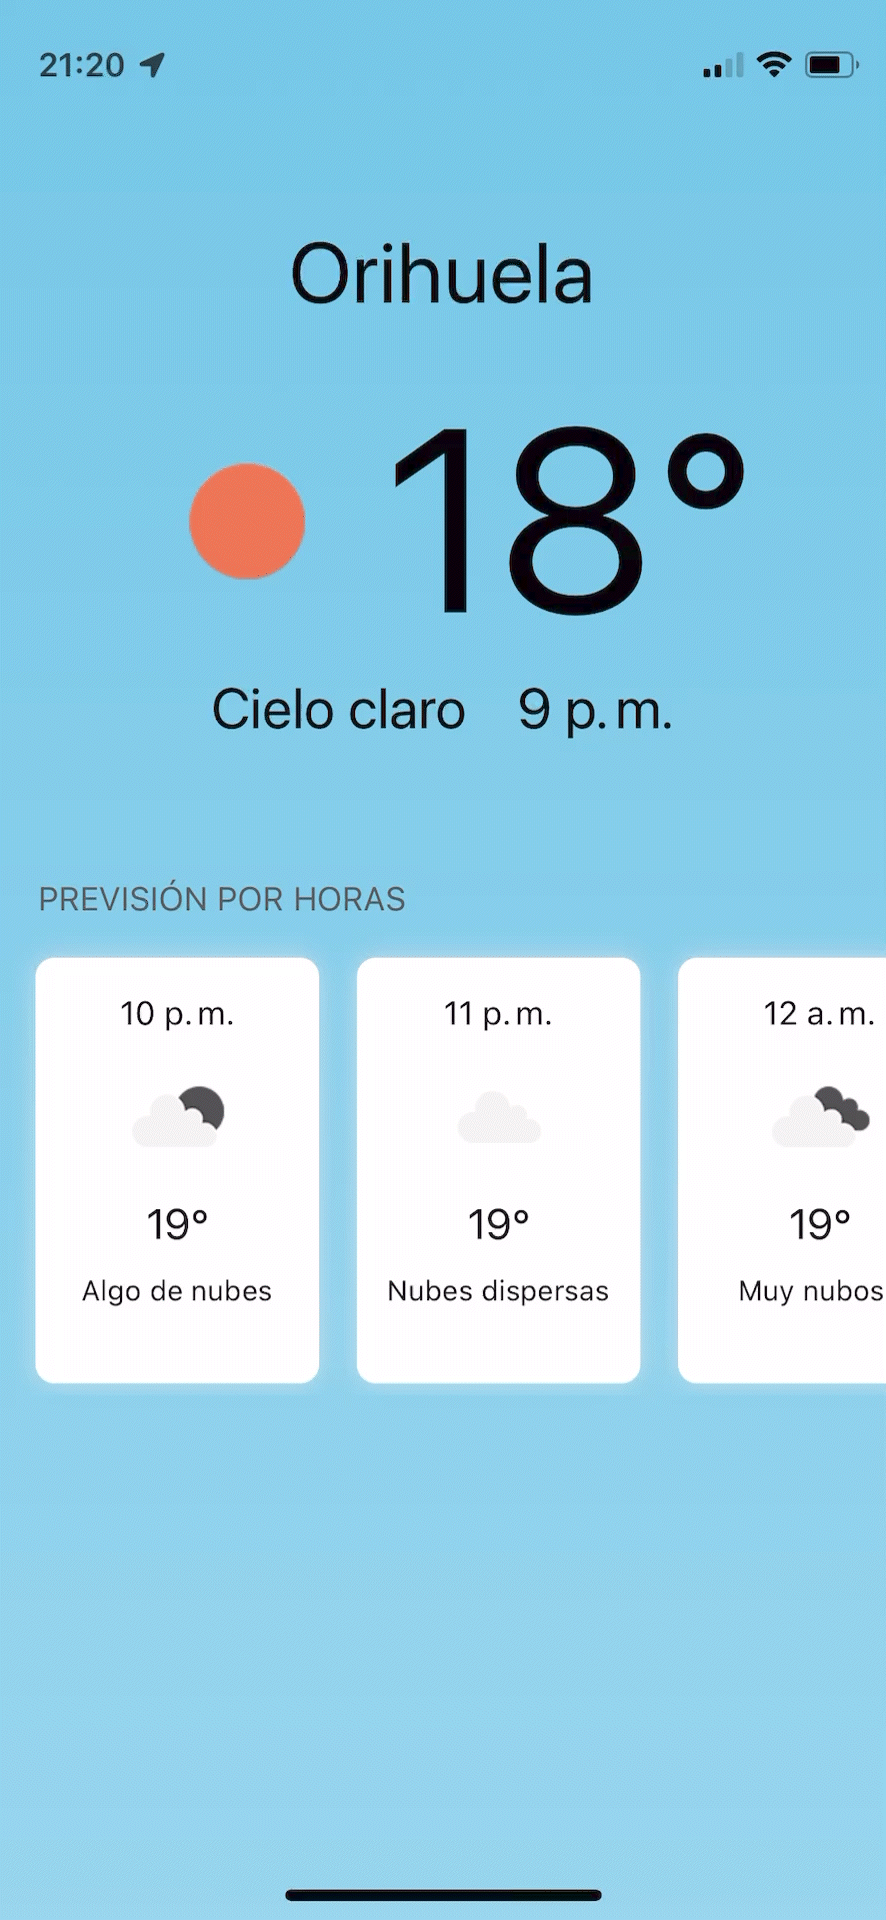 21:20
Orihuela
18°
Cielo claro 9 p. m.
PREVISIÓN POR HORAS
10 p. m.
19°
Algo de nubes
11 p. m.
19°
Nubes dispersas
12 a. m.
19°
Muy nubos